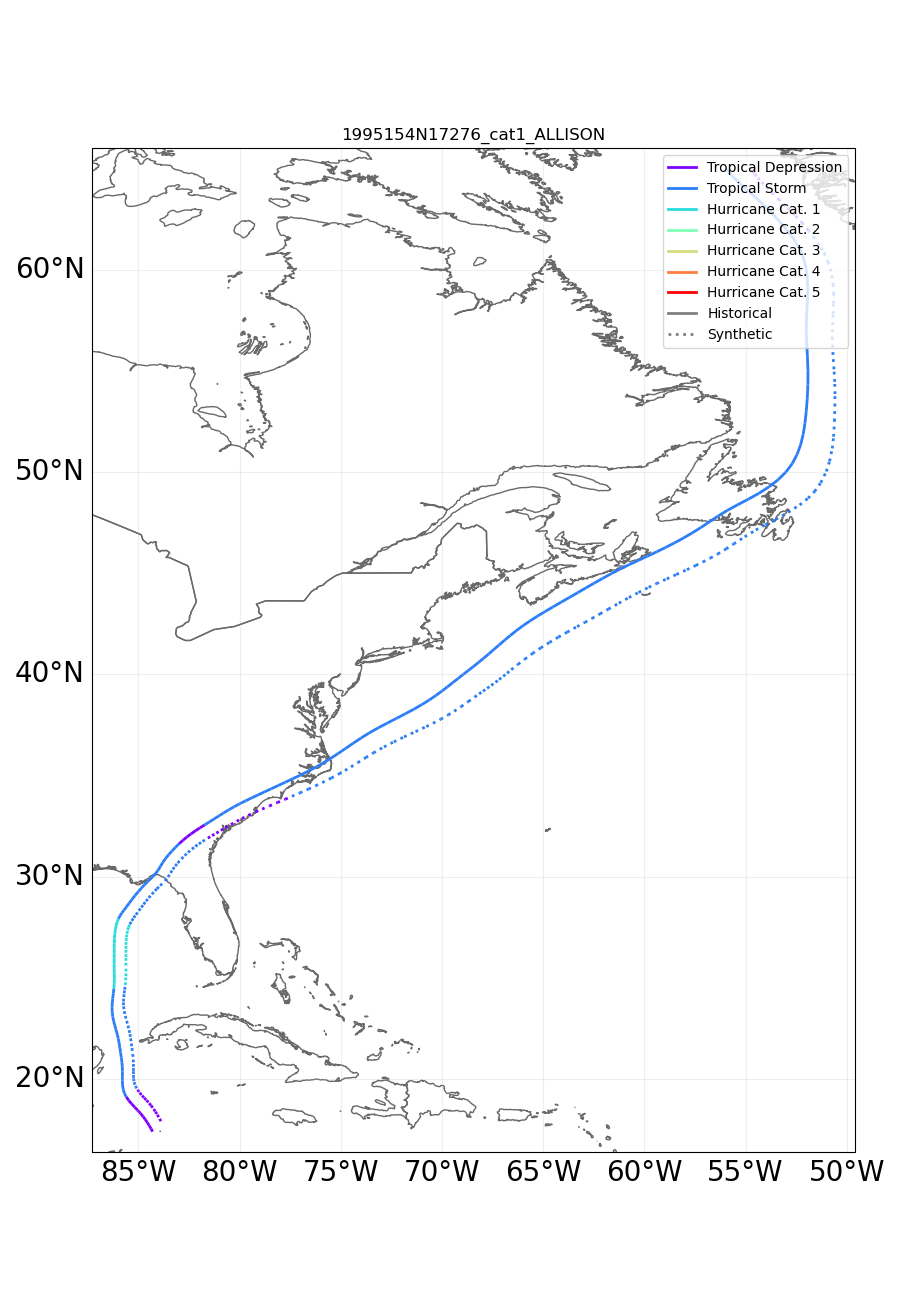 1995154N17276_cat1_ALLISON
Tropical Depression
Tropical Storm
Hurricane Cat. 1
Hurricane Cat. 2
Hurricane Cat. 3
Hurricane Cat. 4
Hurricane Cat. 5
Historical
Synthetic
60°N
50°N
40°N
30°N
20°N
85°W 80°W 75°W 70°W 65°W 60°W 55°W 50°W